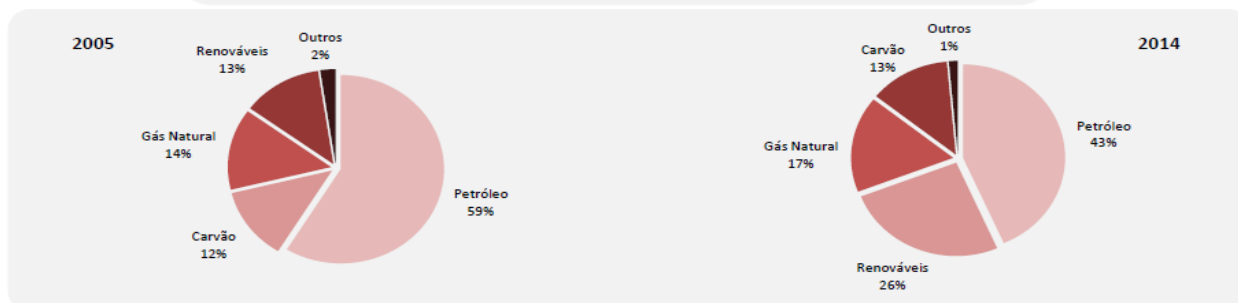 2005
Outros
2%
Renováveis
13%
Gás Natural
14%
Carvão
12%
Petróleo
59%
2014
Outros
1%
Carvão
13%
Gás Natural
17%
Renováveis
26%
Petróleo
43%